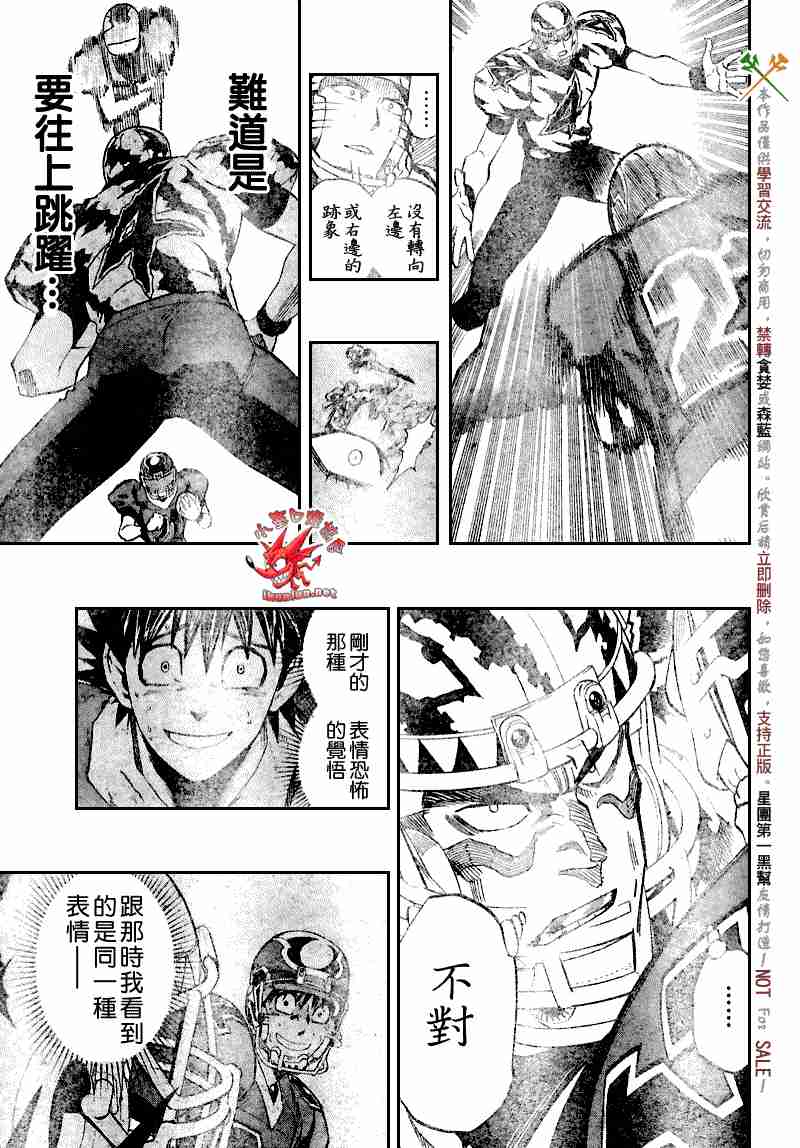 ……
沒有轉向
左邊
或右邊的
跡象
難道是
要往上跳躍…
……
不對
剛才的
那種
表情恐怖
的覺悟
跟那時我看到
的是同一種
表情——
本作品僅供學習交流，切勿商用，禁轉貪婪或森藍網站。欣賞后請立即删除，如您喜歡，支持正版。星團第一黑幫友情打造—NOT For SALE—